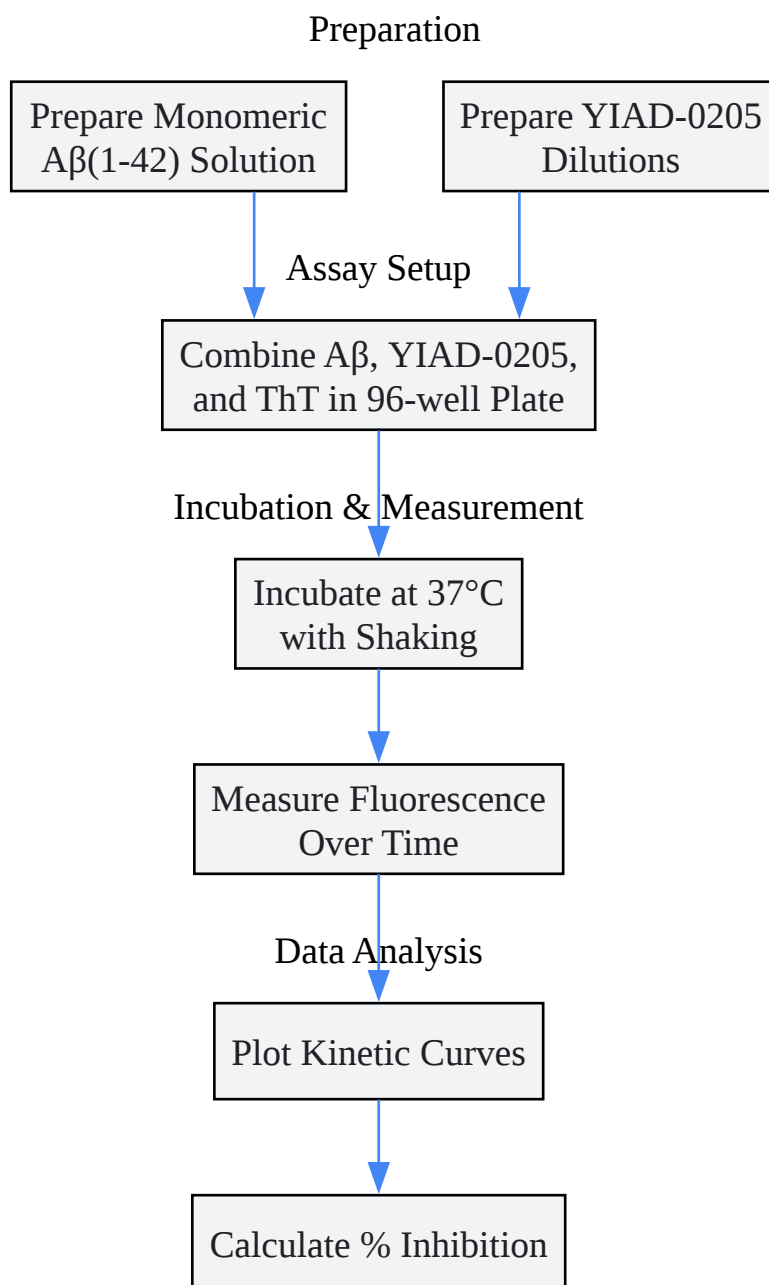 Preparation
Prepare Monomeric
Aβ(1-42) Solution
Prepare YIAD-0205
Dilutions
Assay Setup
Combine Aβ, YIAD-0205,
and ThT in 96-well Plate
Incubation & Measurement
Incubate at 37°C
with Shaking
Measure Fluorescence
Over Time
Data Analysis
Plot Kinetic Curves
Calculate % Inhibition